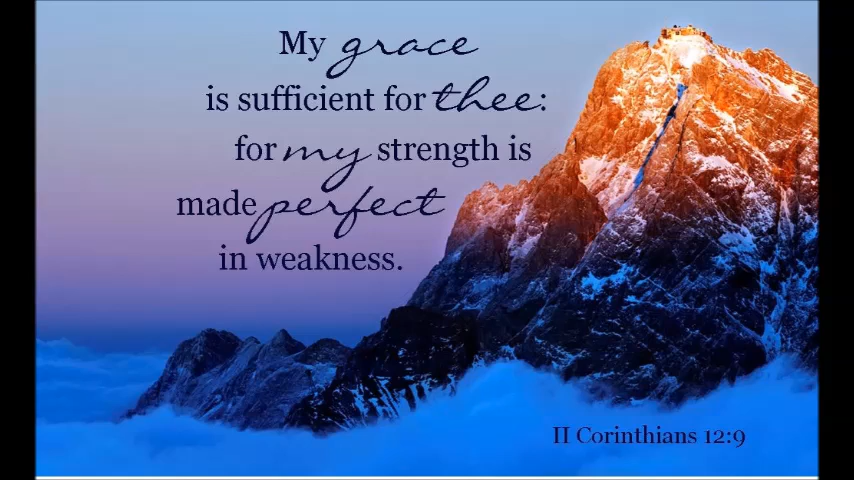 My grace
is sufficient for thee:
for my strength is
made perfect
in weakness.
II Corinthians 12:9